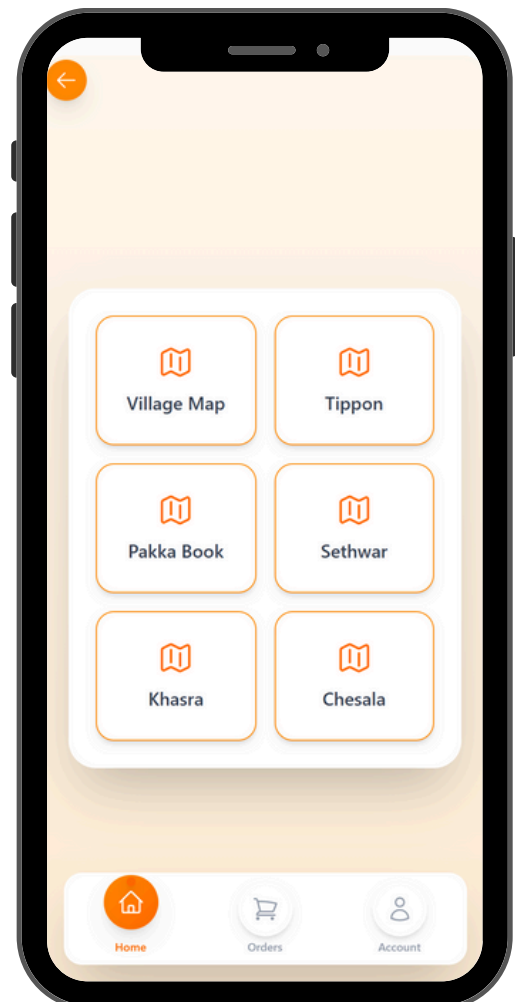 Village Map
Tippon
Pakka Book
Sethwar
Khasra
Chesala
Home
Orders
Account